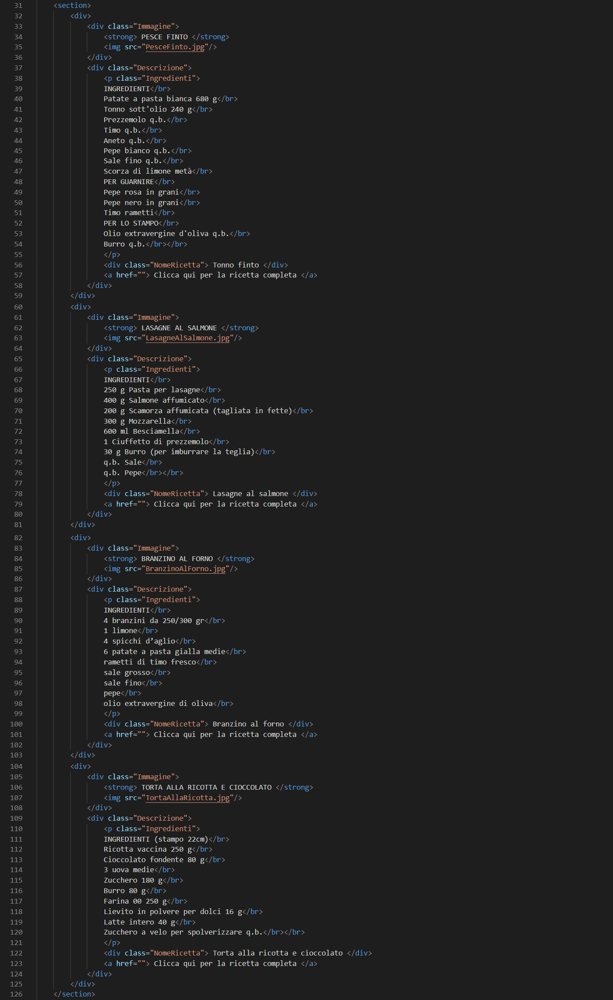 31 <section>
32 <div>
33 <div class="Immagine">
34 <strong> PESCE FINTO </strong>
35 <img src="PesceFinto.jpg"/>
36 </div>
37 <div class="Descrizione">
38 <p class="Ingredienti">
39 INGREDIENTI</br>
40 Patate a pasta bianca 680 g</br>
41 Tonno sott'olio 240 g</br>
42 Prezzemolo q.b.</br>
43 Timo q.b.</br>
44 Aneto q.b.</br>
45 Pepe bianco q.b.</br>
46 Sale fino q.b.</br>
47 Scorza di limone metà</br>
48 PER GUARNIRE</br>
49 Pepe rosa in grani</br>
50 Pepe nero in grani</br>
51 Timo rametti</br>
52 PER LO STAMPO</br>
53 Olio extravergine d'oliva q.b.</br>
54 Burro q.b.</br></br>
55 </p>
56 <div class="NomeRicetta"> Tonno finto </div>
57 <a href=""> Clicca qui per la ricetta completa </a>
58 </div>
59 </div>
60 <div>
61 <div class="Immagine">
62 <strong> LASAGNE AL SALMONE </strong>
63 <img src="LasagneAlSalmone.jpg"/>
64 </div>
65 <div class="Descrizione">
66 <p class="Ingredienti">
67 INGREDIENTI</br>
68 250 g Pasta per lasagne</br>
69 400 g Salmone affumicato</br>
70 200 g Scamorza affumicata (tagliata in fette)</br>
71 300 g Mozzarella</br>
72 600 ml Besciamella</br>
73 1 Ciuffetto di prezzemolo</br>
74 30 g Burro (per imburrare la teglia)</br>
75 q.b. Sale</br>
76 q.b. Pepe</br></br>
77 </p>
78 <div class="NomeRicetta"> Lasagne al salmone </div>
79 <a href=""> Clicca qui per la ricetta completa </a>
80 </div>
81 </div>
82 <div>
83 <div class="Immagine">
84 <strong> BRANZINO AL FORNO </strong>
85 <img src="BranzinoAlForno.jpg"/>
86 </div>
87 <div class="Descrizione">
88 <p class="Ingredienti">
89 INGREDIENTI</br>
90 4 branzini da 250/300 gr</br>
91 1 limone</br>
92 4 spicchi d’aglio</br>
93 6 patate a pasta gialla medie</br>
94 rametti di timo fresco</br>
95 sale grosso</br>
96 sale fino</br>
97 pepe</br>
98 olio extravergine di oliva</br>
99 </p>
100 <div class="NomeRicetta"> Branzino al forno </div>
101 <a href=""> Clicca qui per la ricetta completa </a>
102 </div>
103 </div>
104 <div>
105 <div class="Immagine">
106 <strong> TORTA ALLA RICOTTA E CIOCCOLATO </strong>
107 <img src="TortaAllaRicotta.jpg"/>
108 </div>
109 <div class="Descrizione">
110 <p class="Ingredienti">
111 INGREDIENTI (stampo 22cm)</br>
112 Ricotta vaccina 250 g</br>
113 Cioccolato fondente 80 g</br>
114 3 uova medie</br>
115 Zucchero 180 g</br>
116 Burro 80 g</br>
117 Farina 00 250 g</br>
118 Lievito in polvere per dolci 16 g</br>
119 Latte intero 40 g</br>
120 Zucchero a velo per spolverizzare q.b.</br></br>
121 </p>
122 <div class="NomeRicetta"> Torta alla ricotta e cioccolato </div>
123 <a href=""> Clicca qui per la ricetta completa </a>
124 </div>
125 </div>
126 </section>